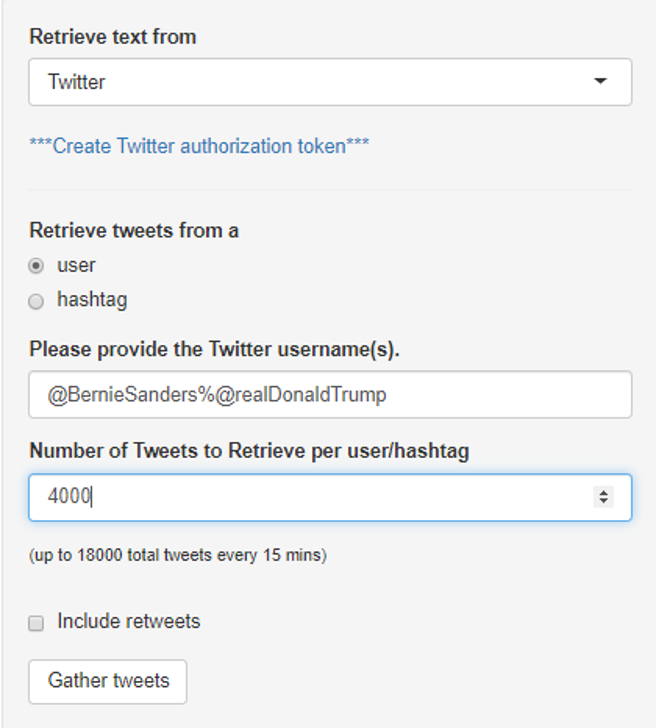 Retrieve text from
Twitter
***Create Twitter authorization token***
Retrieve tweets from a
user
hashtag
Please provide the Twitter username(s).
@BernieSanders%@realDonaldTrump
Number of Tweets to Retrieve per user/hashtag
4000
(up to 18000 total tweets every 15 mins)
Include retweets
Gather tweets